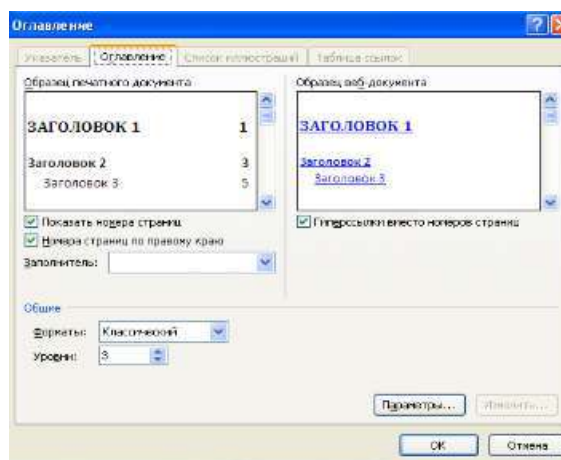 Оглавление
Указатель Оглавление Список иллюстраций Таблица ссылок
Образец печатного документа
ЗАГОЛОВОК 1 1
Заголовок 2 3
Заголовок 3 5
Показать номера страниц
Номера страниц по правому краю
Заполнитель:
Образец веб-документа
ЗАГОЛОВОК 1
Заголовок 2
Заголовок 3
Гиперссылки вместо номеров страниц
Общие
Форматы: Классический
Уровни: 3
Параметры... Изменить...
ОК Отмена